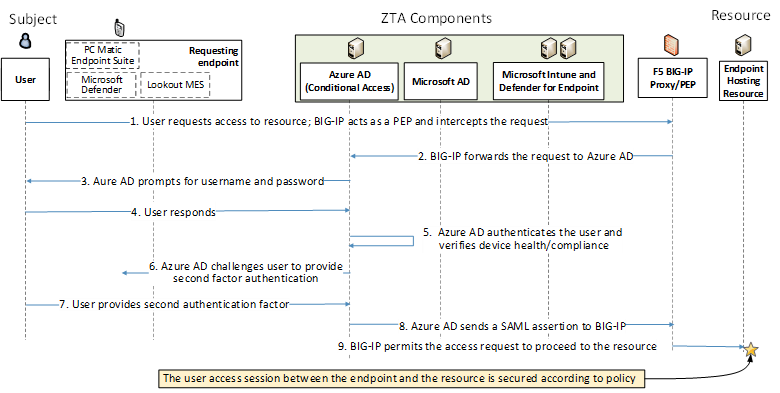 Subject
ZTA Components
Resource
PC Matic
Endpoint Suite
Requesting
endpoint
Microsoft
Defender
Lookout MES
User
Azure AD
(Conditional Access)
Microsoft AD
Microsoft Intune and
Defender for Endpoint
F5 BIG-IP
Proxy/PEP
Endpoint
Hosting
Resource
1. User requests access to resource; BIG-IP acts as a PEP and intercepts the request
2. BIG-IP forwards the request to Azure AD
3. Aure AD prompts for username and password
4. User responds
5. Azure AD authenticates the user and
verifies device health/compliance
6. Azure AD challenges user to provide
second factor authentication
7. User provides second authentication factor
8. Azure AD sends a SAML assertion to BIG-IP
9. BIG-IP permits the access request to proceed to the resource
The user access session between the endpoint and the resource is secured according to policy